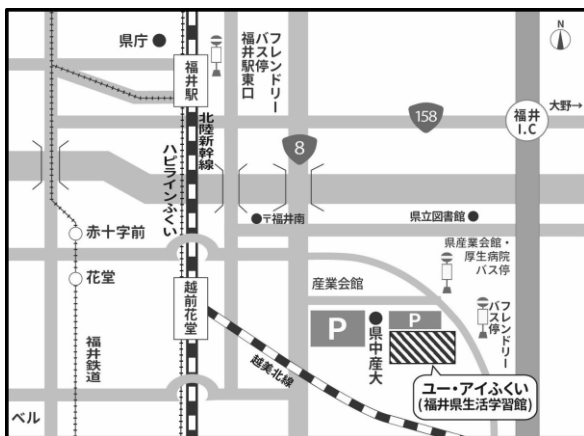 県庁
福井駅
フレンドリー
バス停
福井駅東口
N
大野→
福井
I.C
158
8
北陸新幹線
ハピラインふくい
〒福井南
県立図書館
赤十字前
県産業会館・
厚生病院
バス停
花堂
越前花堂
産業会館
P
P
県中産大
フレンドリー
バス停
福井鉄道
越美北線
ユー・アイふくい
(福井県生活学習館)
ベル